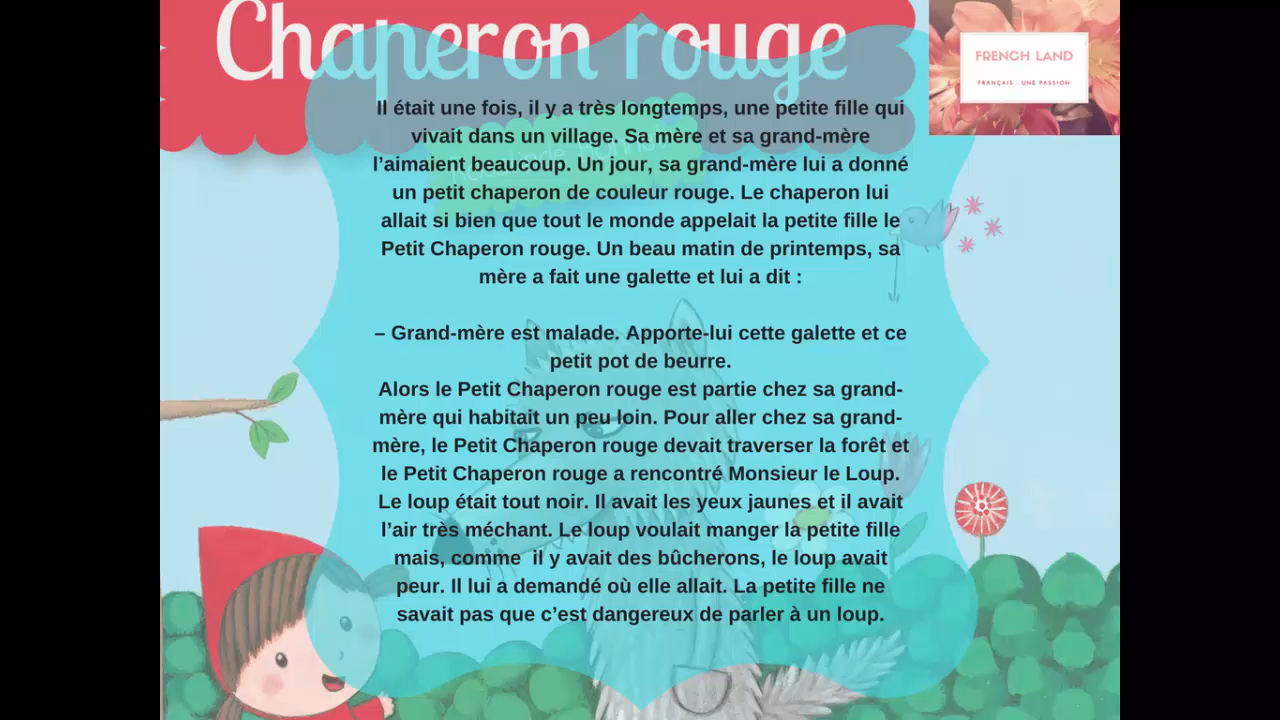 Chaperon rouge
FRENCH LAND
FRANÇAIS - UNE PASSION
Il était une fois, il y a très longtemps, une petite fille qui
vivait dans un village. Sa mère et sa grand-mère
l’aimaient beaucoup. Un jour, sa grand-mère lui a donné
un petit chaperon de couleur rouge. Le chaperon lui
allait si bien que tout le monde appelait la petite fille le
Petit Chaperon rouge. Un beau matin de printemps, sa
mère a fait une galette et lui a dit :
– Grand-mère est malade. Apporte-lui cette galette et ce
petit pot de beurre.
Alors le Petit Chaperon rouge est partie chez sa grand-
mère qui habitait un peu loin. Pour aller chez sa grand-
mère, le Petit Chaperon rouge devait traverser la forêt et
le Petit Chaperon rouge a rencontré Monsieur le Loup.
Le loup était tout noir. Il avait les yeux jaunes et il avait
l’air très méchant. Le loup voulait manger la petite fille
mais, comme  il y avait des bûcherons, le loup avait
peur. Il lui a demandé où elle allait. La petite fille ne
savait pas que c’est dangereux de parler à un loup.